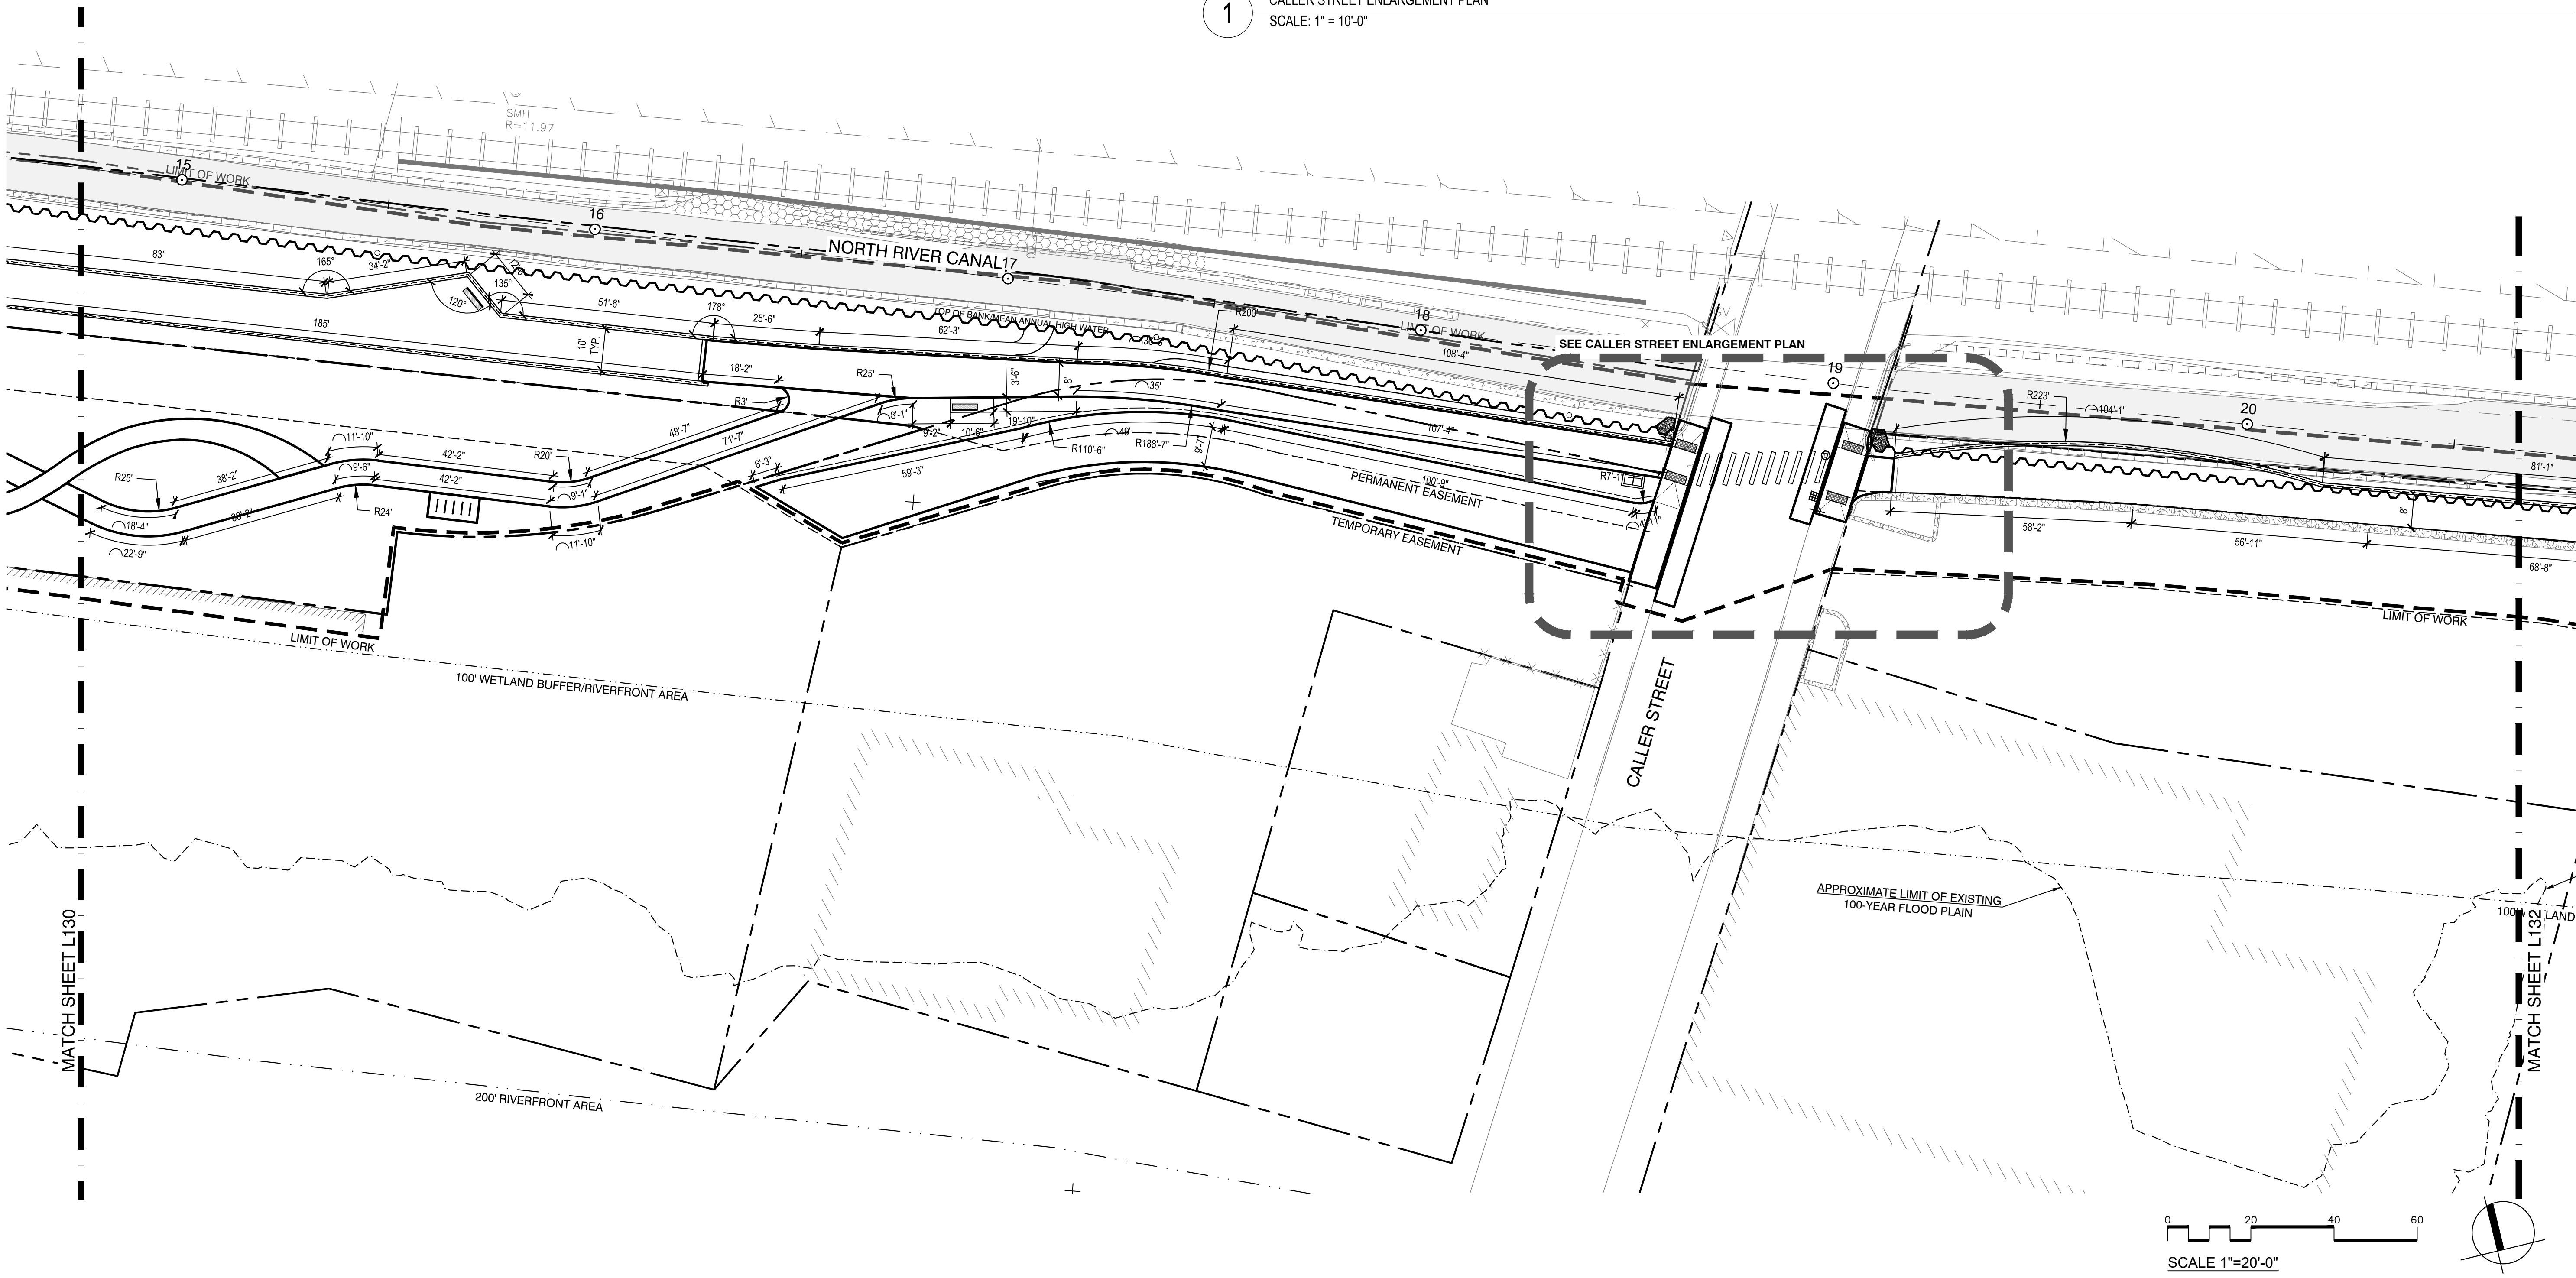 1
CALLER STREET ENLARGEMENT PLAN
SCALE: 1" = 10'-0"
SMH
R=11.97
15
LIMIT OF WORK
16
NORTH RIVER CANAL
17
18
LIMIT OF WORK
19
20
83'
165°
34'-2"
120°
135°
51'-6"
178°
25'-6"
62'-3"
TOP OF BANK/MEAN ANNUAL HIGH WATER
R200'
108'-4"
SEE CALLER STREET ENLARGEMENT PLAN
R223'
104'-1"
81'-1"
185'
10'
TYP.
18'-2"
R3'
R25'
8'-1"
3'-6"
8'
35'
9'-2"
10'-6"
19'-10"
49'
R110'-6"
R188'-7"
9'-7"
107'-4"
100'-9"
PERMANENT EASEMENT
TEMPORARY EASEMENT
59'-3"
6'-3"
48'-7"
71'-7"
R20'
9'-1"
11'-10"
42'-2"
42'-2"
11'-10"
9'-6"
38'-2"
38'-2"
R25'
R24'
18'-4"
22'-9"
4'-11"
58'-2"
56'-11"
8'
68'-8"
LIMIT OF WORK
LIMIT OF WORK
100' WETLAND BUFFER/RIVERFRONT AREA
CALLER STREET
APPROXIMATE LIMIT OF EXISTING
100-YEAR FLOOD PLAIN
MATCH SHEET L130
MATCH SHEET L132
200' RIVERFRONT AREA
0 20 40 60
SCALE 1"=20'-0"